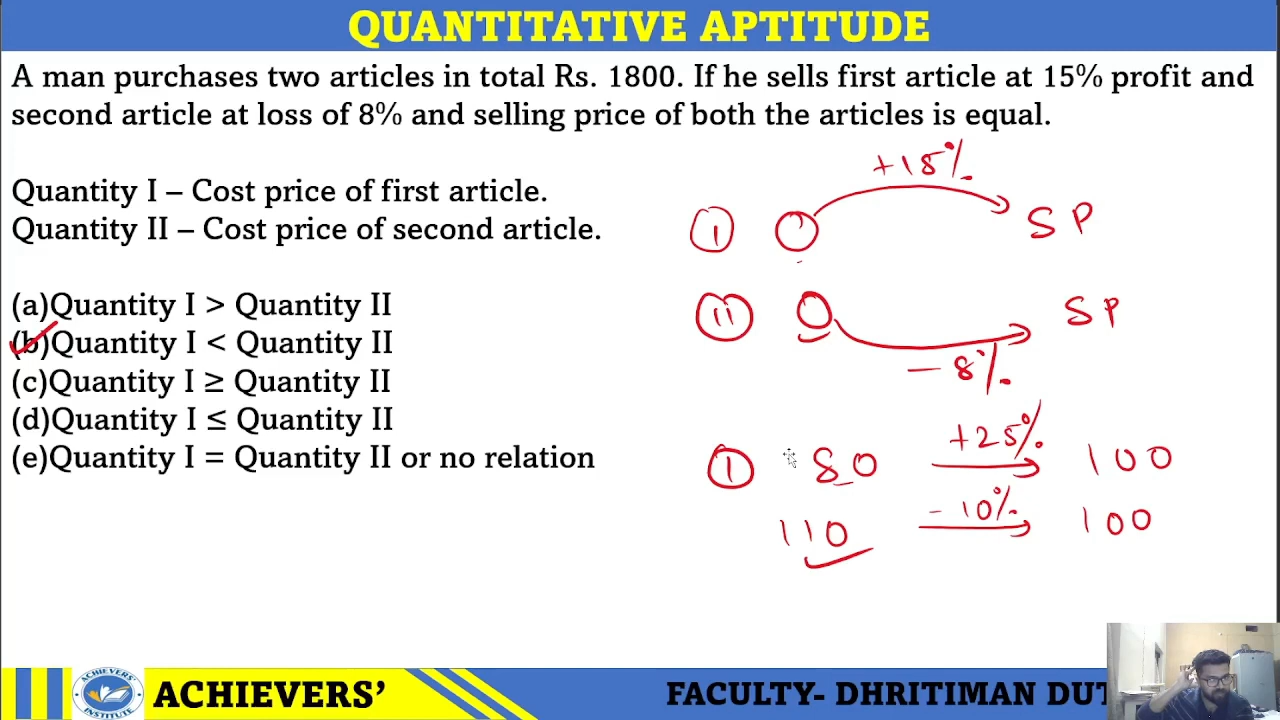 QUANTITATIVE APTITUDE
A man purchases two articles in total Rs. 1800. If he sells first article at 15% profit and
second article at loss of 8% and selling price of both the articles is equal.
Quantity I – Cost price of first article.
Quantity II – Cost price of second article.
(a)Quantity I > Quantity II
(b)Quantity I < Quantity II
(c)Quantity I ≥ Quantity II
(d)Quantity I ≤ Quantity II
(e)Quantity I = Quantity II or no relation
+15%
I SP
II SP
- 8%
I 80 +25% 100
110 -10% 100
ACHIEVERS' INSTITUTE
ACHIEVERS'
FACULTY- DHRITIMAN DUT